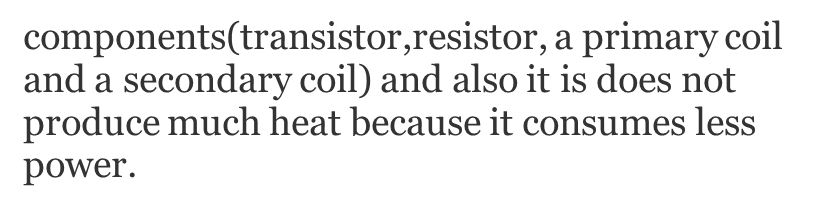 components(transistor,resistor, a primary coil
and a secondary coil) and also it is does not
produce much heat because it consumes less
power.